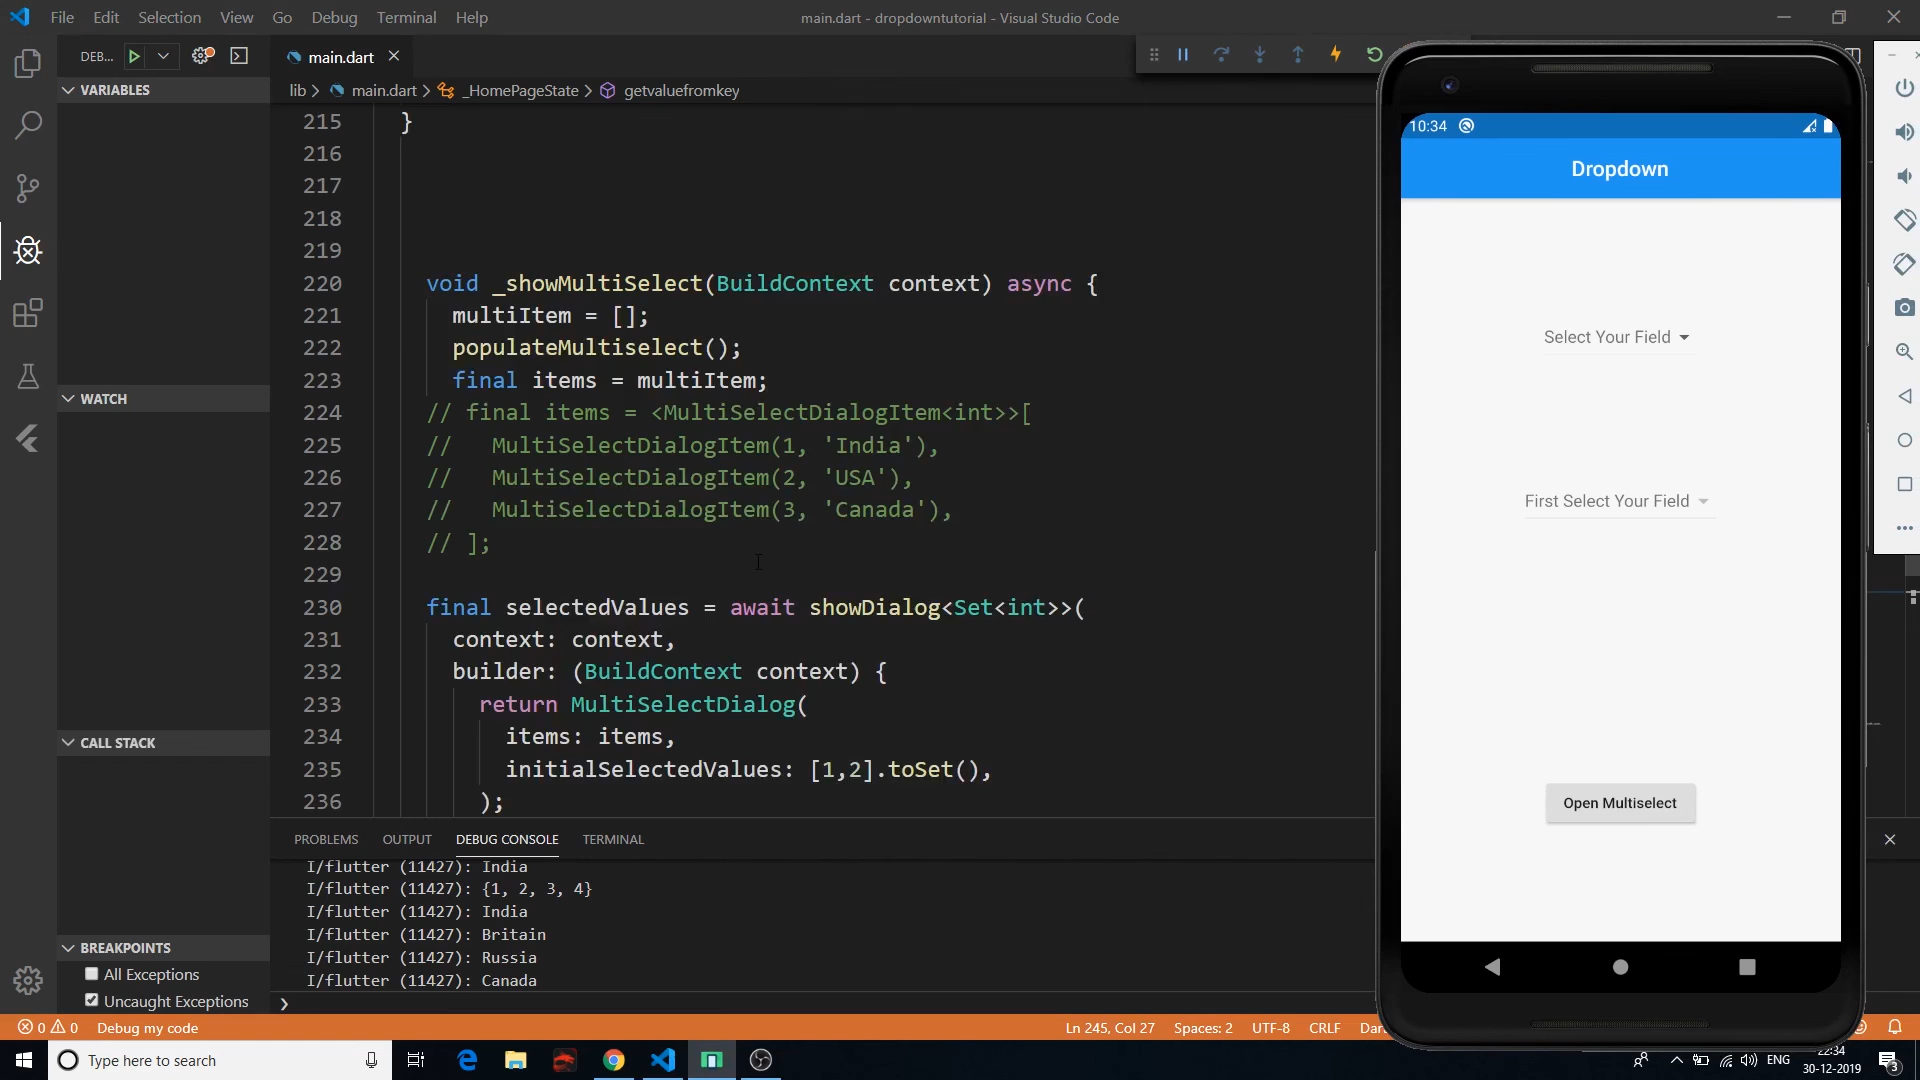 File Edit Selection View Go Debug Terminal Help
main.dart - dropdowntutorial - Visual Studio Code
DEB...
main.dart
lib > main.dart > _HomePageState > getvaluefromkey
VARIABLES
WATCH
CALL STACK
BREAKPOINTS
All Exceptions
Uncaught Exceptions
215 }
216
217
218
219
220 void _showMultiSelect(BuildContext context) async {
221 multiItem = [];
222 populateMultiselect();
223 final items = multiItem;
224 // final items = <MultiSelectDialogItem<int>>[
225 // MultiSelectDialogItem(1, 'India'),
226 // MultiSelectDialogItem(2, 'USA'),
227 // MultiSelectDialogItem(3, 'Canada'),
228 // ];
229
230 final selectedValues = await showDialog<Set<int>>(
231 context: context,
232 builder: (BuildContext context) {
233 return MultiSelectDialog(
234 items: items,
235 initialSelectedValues: [1,2].toSet(),
236 );
PROBLEMS OUTPUT DEBUG CONSOLE TERMINAL
I/flutter (11427): India
I/flutter (11427): {1, 2, 3, 4}
I/flutter (11427): India
I/flutter (11427): Britain
I/flutter (11427): Russia
I/flutter (11427): Canada
10:34
Dropdown
Select Your Field
First Select Your Field
Open Multiselect
0 0 Debug my code
Ln 245, Col 27 Spaces: 2 UTF-8 CRLF Dar
Type here to search
ENG
22:34
30-12-2019
3